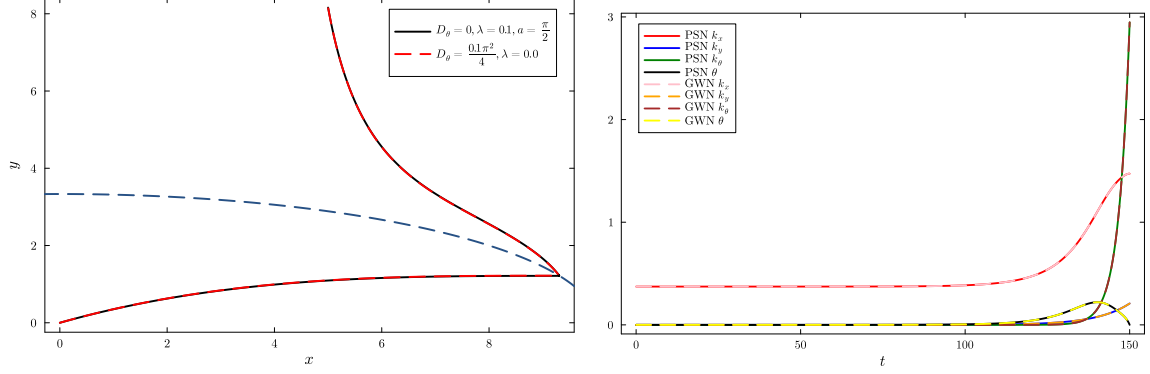 8
6
4
2
0
y
0
2
4
6
8
x
D_θ = 0, λ = 0.1, a = π/2
D_θ = 0.1π²/4, λ = 0.0
3
2
1
0
0
50
100
150
t
PSN k_x
PSN k_y
PSN k_θ
PSN θ
GWN k_x
GWN k_y
GWN k_θ
GWN θ